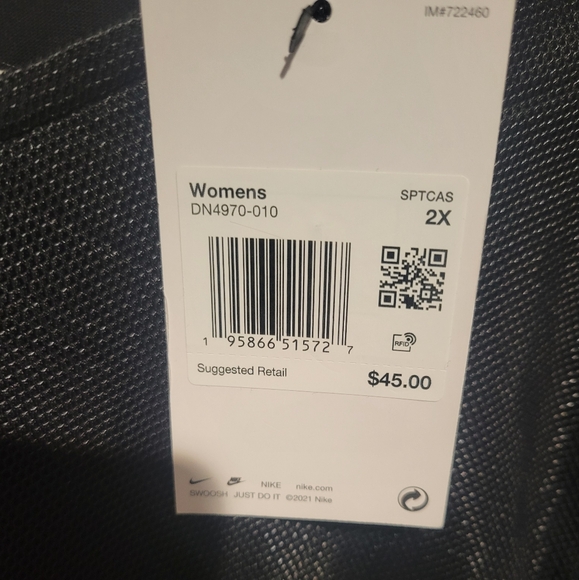 IM#722460
Womens SPTCAS
DN4970-010 2X
1 95866 51572 7
RFID
Suggested Retail $45.00
NIKE nike.com
SWOOSH JUST DO IT ©2021 Nike